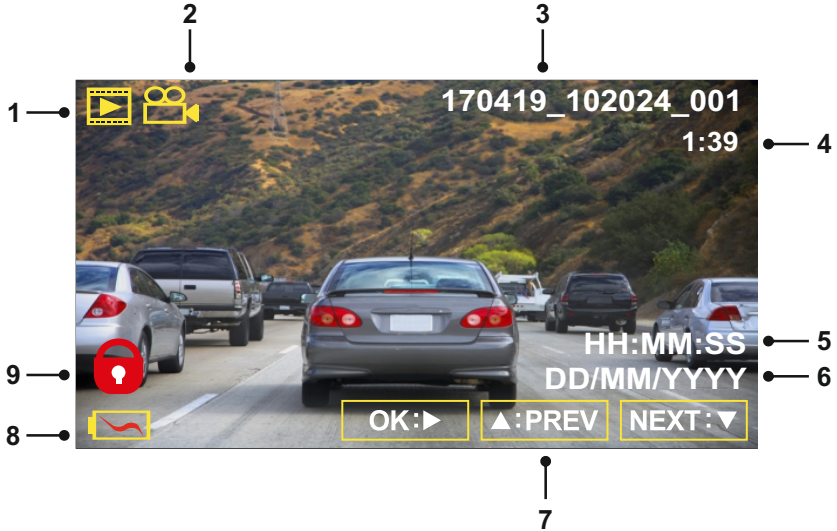 2
3
1
170419_102024_001
1:39
4
HH:MM:SS
5
9
DD/MM/YYYY
6
8
OK:▶
▲:PREV
NEXT:▼
7